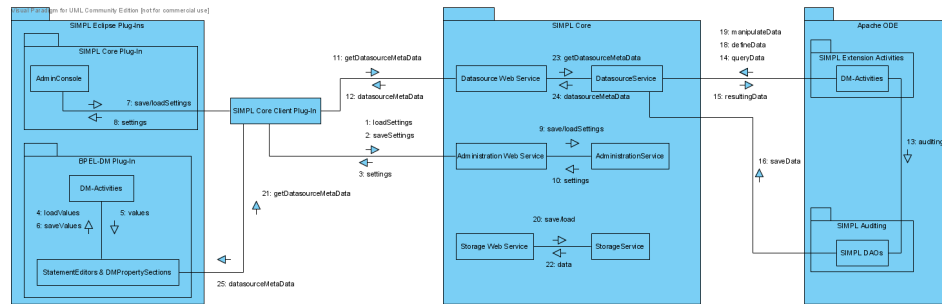 Visual Paradigm for UML Community Edition [not for commercial use]
SIMPL Eclipse Plug-Ins
SIMPL Core Plug-In
AdminConsole
7: save/loadSettings
8: settings
BPEL-DM Plug-In
DM-Activities
4: loadValues
5: values
6: saveValues
StatementEditors & DMPropertySections
SIMPL Core Client Plug-In
11: getDatasourceMetaData
12: datasourceMetaData
1: loadSettings
2: saveSettings
3: settings
21: getDatasourceMetaData
25: datasourceMetaData
SIMPL Core
Datasource Web Service
23: getDatasourceMetaData
DatasourceService
24: datasourceMetaData
9: save/loadSettings
Administration Web Service
AdministrationService
10: settings
20: save/load
Storage Web Service
StorageService
22: data
19: manipulateData
18: defineData
14: queryData
15: resultingData
16: saveData
Apache ODE
SIMPL Extension Activities
DM-Activities
13: auditing
SIMPL Auditing
SIMPL DAOs